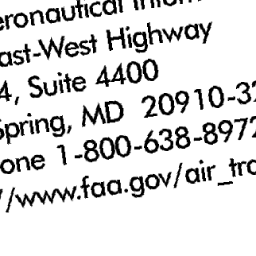 eronautical Inform
ast-West Highway
4, Suite 4400
Spring, MD 20910-32
one 1-800-638-8972
//www.faa.gov/air_tra